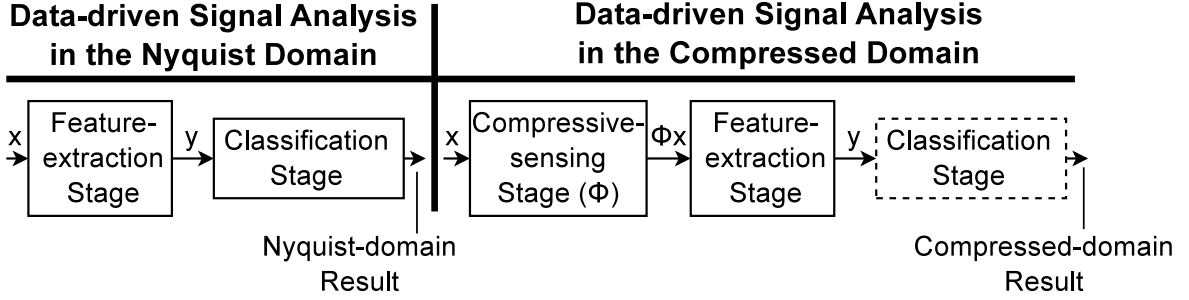 Data-driven Signal Analysis
in the Nyquist Domain
Data-driven Signal Analysis
in the Compressed Domain
x
Feature-
extraction
Stage
y
Classification
Stage
Nyquist-domain
Result
x
Compressive-
sensing
Stage (Φ)
Φx
Feature-
extraction
Stage
y
Classification
Stage
Compressed-domain
Result